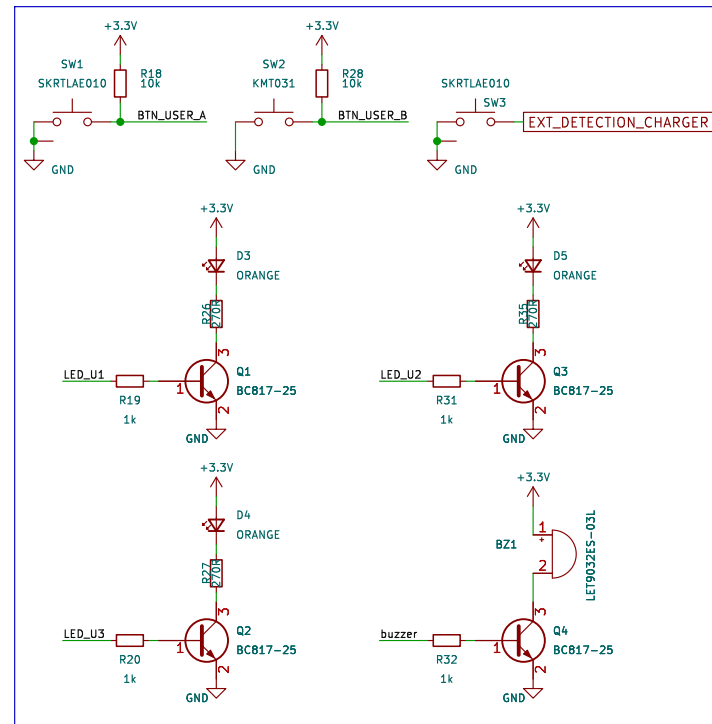 +3.3V
+3.3V
SW1
SKRTLAE010
R18
10k
BTN_USER_A
GND
SW2
KMT031
R28
10k
BTN_USER_B
GND
SKRTLAE010
SW3
EXT_DETECTION_CHARGER
GND
+3.3V
D3
ORANGE
R26
270R
3
LED_U1
R19
1k
1
Q1
BC817-25
2
GND
+3.3V
D5
ORANGE
R35
270R
3
LED_U2
R31
1k
1
Q3
BC817-25
2
GND
+3.3V
D4
ORANGE
R27
270R
3
LED_U3
R20
1k
1
Q2
BC817-25
2
GND
+3.3V
1
+
BZ1
2
LET9032ES-03L
3
buzzer
R32
1k
1
Q4
BC817-25
2
GND